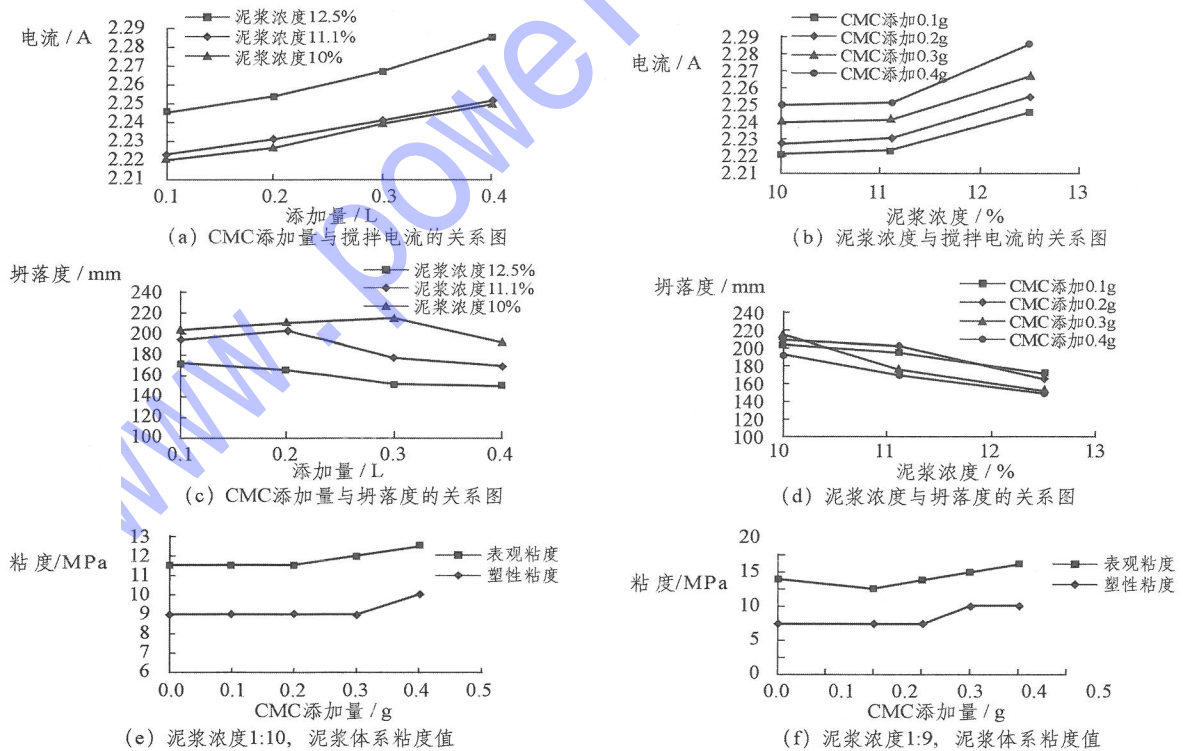 电流 / A
泥浆浓度12.5%
泥浆浓度11.1%
泥浆浓度10%
2.29
2.28
2.27
2.26
2.25
2.24
2.23
2.22
2.21
0.1 0.2 0.3 0.4
添加量 / L
(a) CMC添加量与搅拌电流的关系图
电流 / A
CMC添加0.1g
CMC添加0.2g
CMC添加0.3g
CMC添加0.4g
2.29
2.28
2.27
2.26
2.25
2.24
2.23
2.22
2.21
10 11 12 13
泥浆浓度 / %
(b) 泥浆浓度与搅拌电流的关系图
坍落度 / mm
泥浆浓度12.5%
泥浆浓度11.1%
泥浆浓度10%
240
220
200
180
160
140
120
100
0.1 0.2 0.3 0.4
添加量 / L
(c) CMC添加量与坍落度的关系图
坍落度 / mm
CMC添加0.1g
CMC添加0.2g
CMC添加0.3g
CMC添加0.4g
240
220
200
180
160
140
120
100
10 11 12 13
泥浆浓度 / %
(d) 泥浆浓度与坍落度的关系图
粘 度/MPa
表观粘度
塑性粘度
13
12
11
10
9
8
7
6
0.0 0.1 0.2 0.3 0.4 0.5
CMC添加量 / g
(e) 泥浆浓度1:10, 泥浆体系粘度值
粘度/MPa
表观粘度
塑性粘度
20
15
10
5
0
0.0 0.1 0.2 0.3 0.4 0.5
CMC添加量 / g
(f) 泥浆浓度1:9, 泥浆体系粘度值
www.power